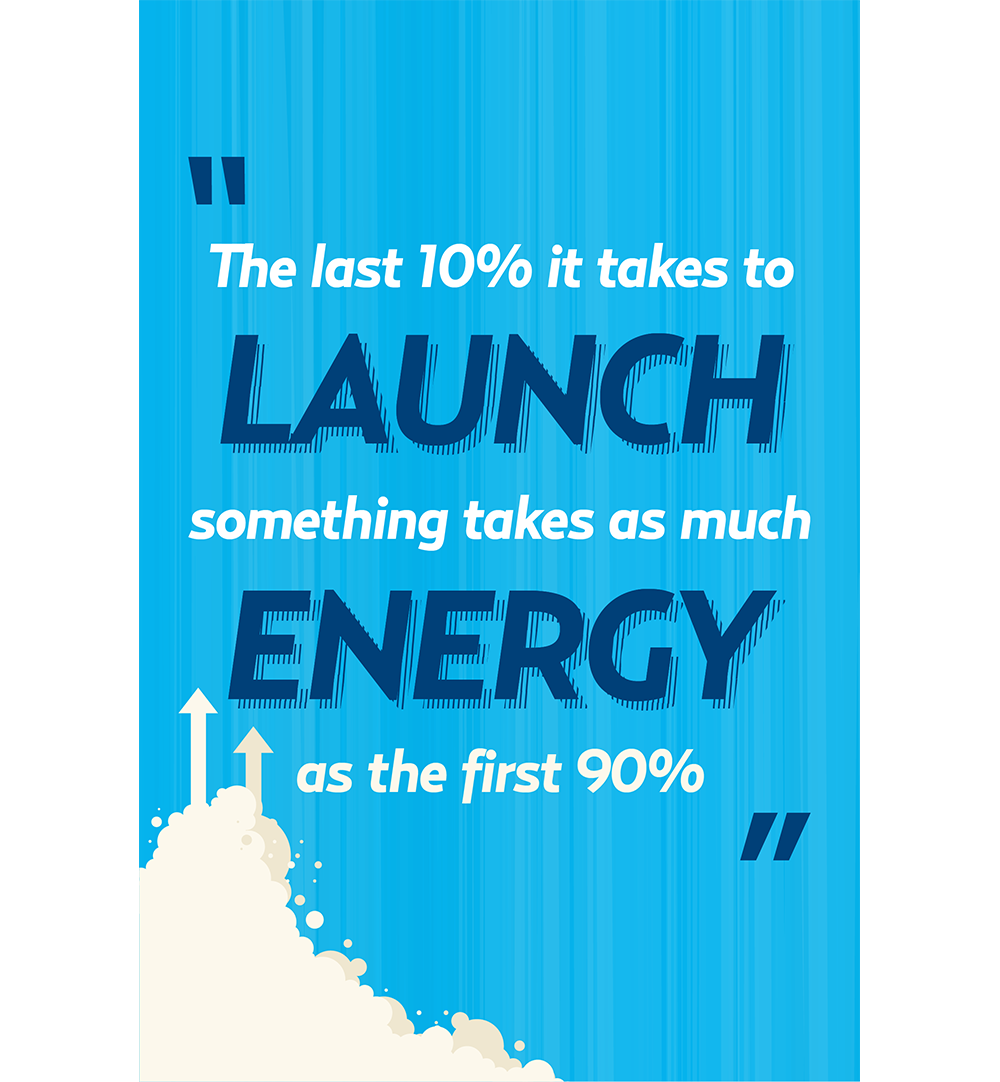 "
The last 10% it takes to
LAUNCH
something takes as much
ENERGY
as the first 90%
"